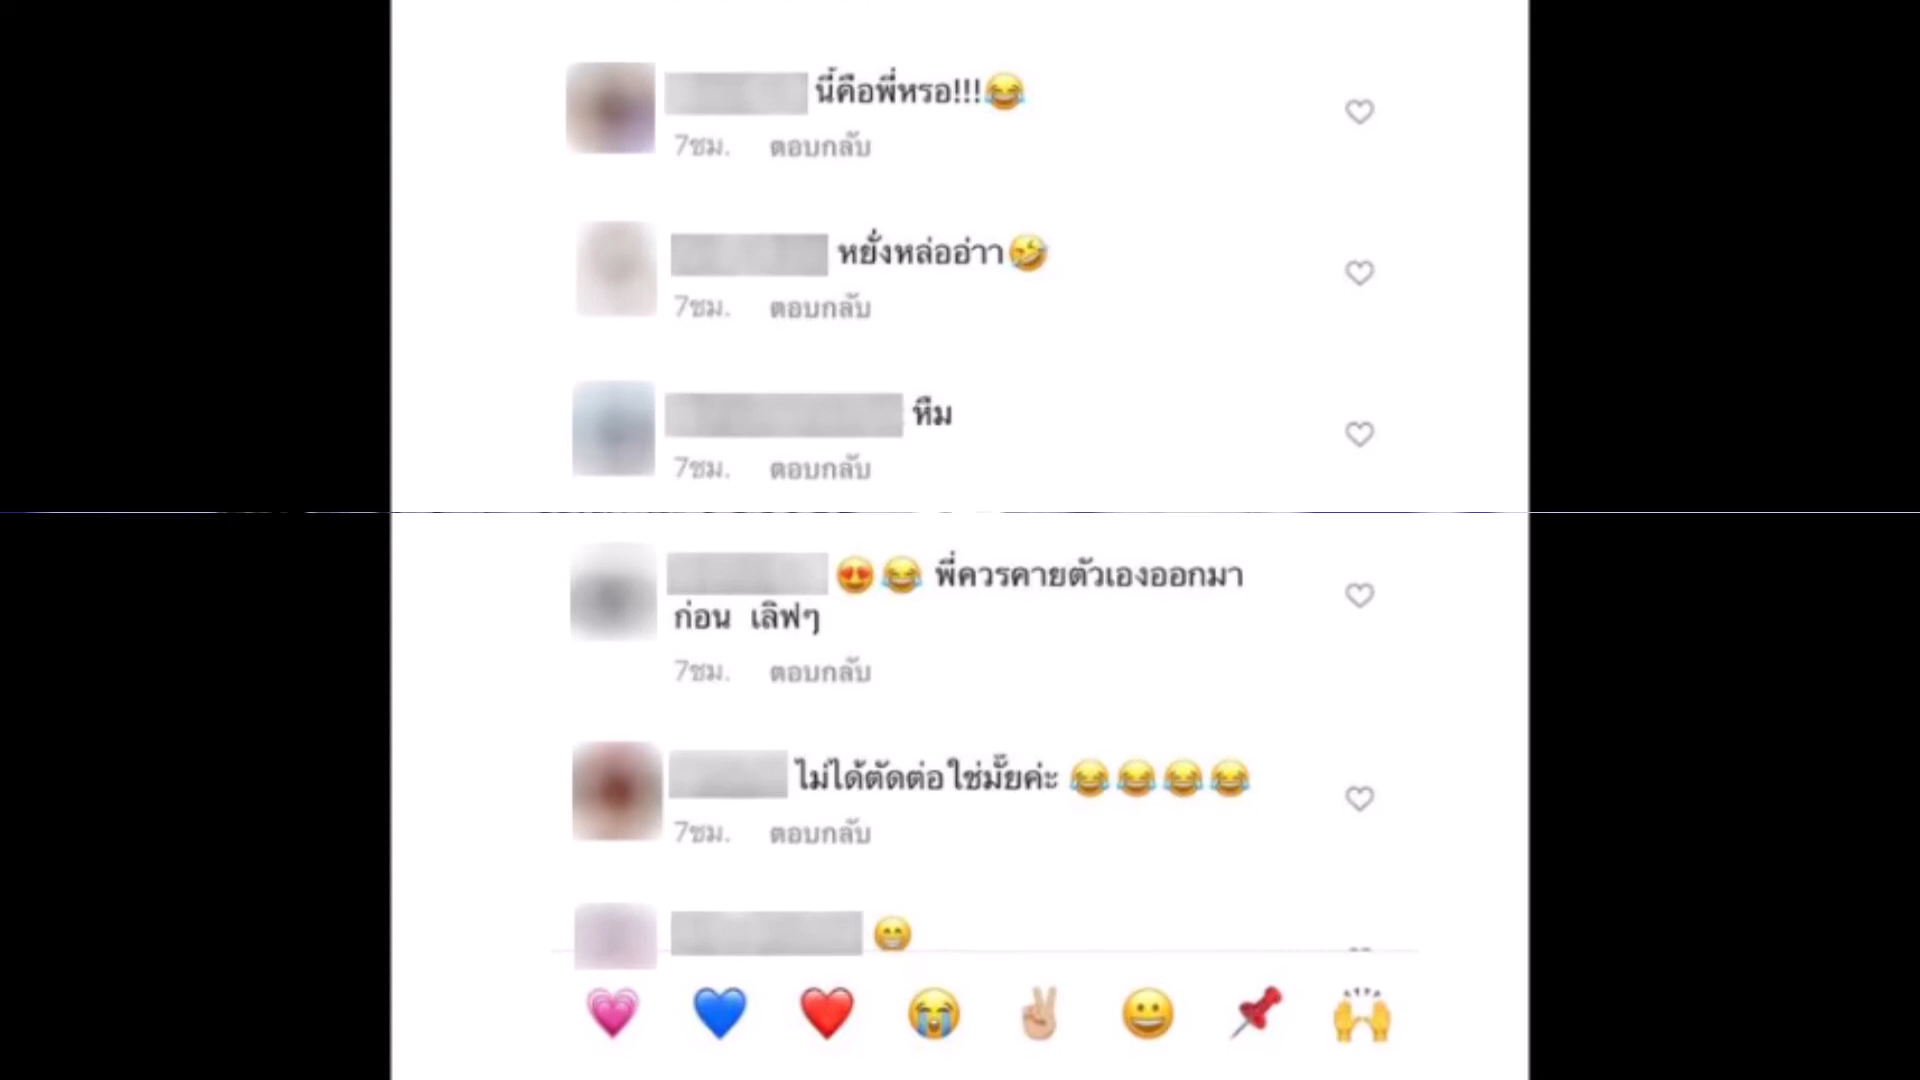 นี้คือพี่หรอ!!!😂
7ชม. ตอบกลับ
หยั่งหล่ออ่าา🤣
7ชม. ตอบกลับ
หืม
7ชม. ตอบกลับ
😍😂 พี่ควรคายตัวเองออกมา
ก่อน เลิฟๆ
7ชม. ตอบกลับ
ไม่ได้ตัดต่อใช่มั๊ยค่ะ 😂😂😂😂
7ชม. ตอบกลับ
😁